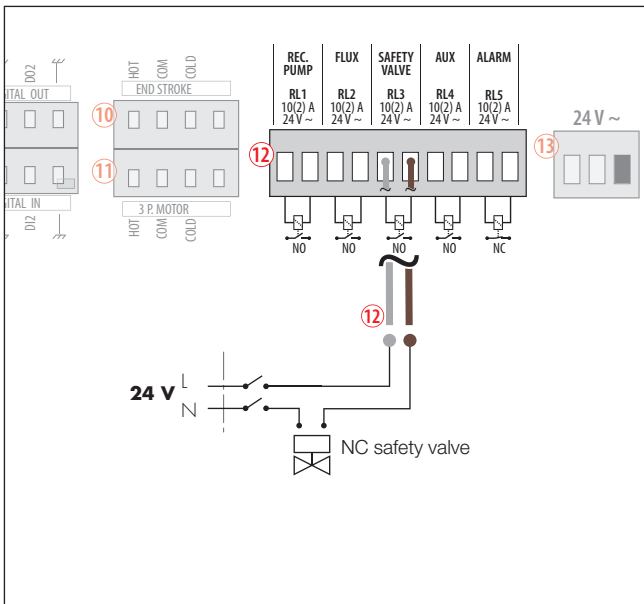 REC. PUMP
FLUX
SAFETY VALVE
AUX
ALARM
RL1
10(2) A
24 V ~
RL2
10(2) A
24 V ~
RL3
10(2) A
24 V ~
RL4
10(2) A
24 V ~
RL5
10(2) A
24 V ~
DO2
HOT
COM
COLD
GITAL OUT
END STROKE
10
11
12
13
24 V ~
GITAL IN
3 P. MOTOR
DI2
HOT
COM
COLD
NO
NO
NO
NO
NC
12
24 V
L
N
NC safety valve